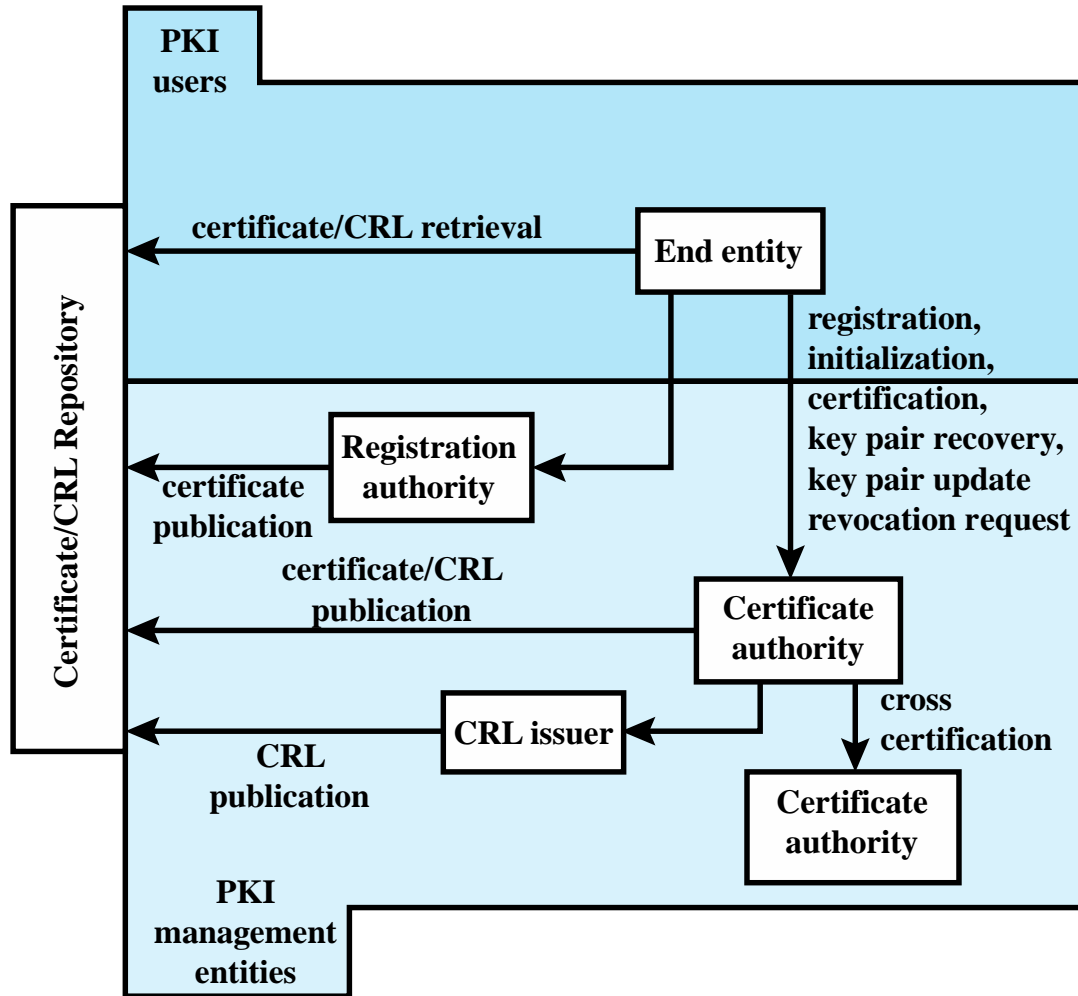 PKI
users
certificate/CRL retrieval
End entity
Certificate/CRL Repository
registration,
initialization,
certification,
key pair recovery,
key pair update
revocation request
Registration
authority
certificate
publication
certificate/CRL
publication
Certificate
authority
CRL issuer
CRL
publication
cross
certification
Certificate
authority
PKI
management
entities